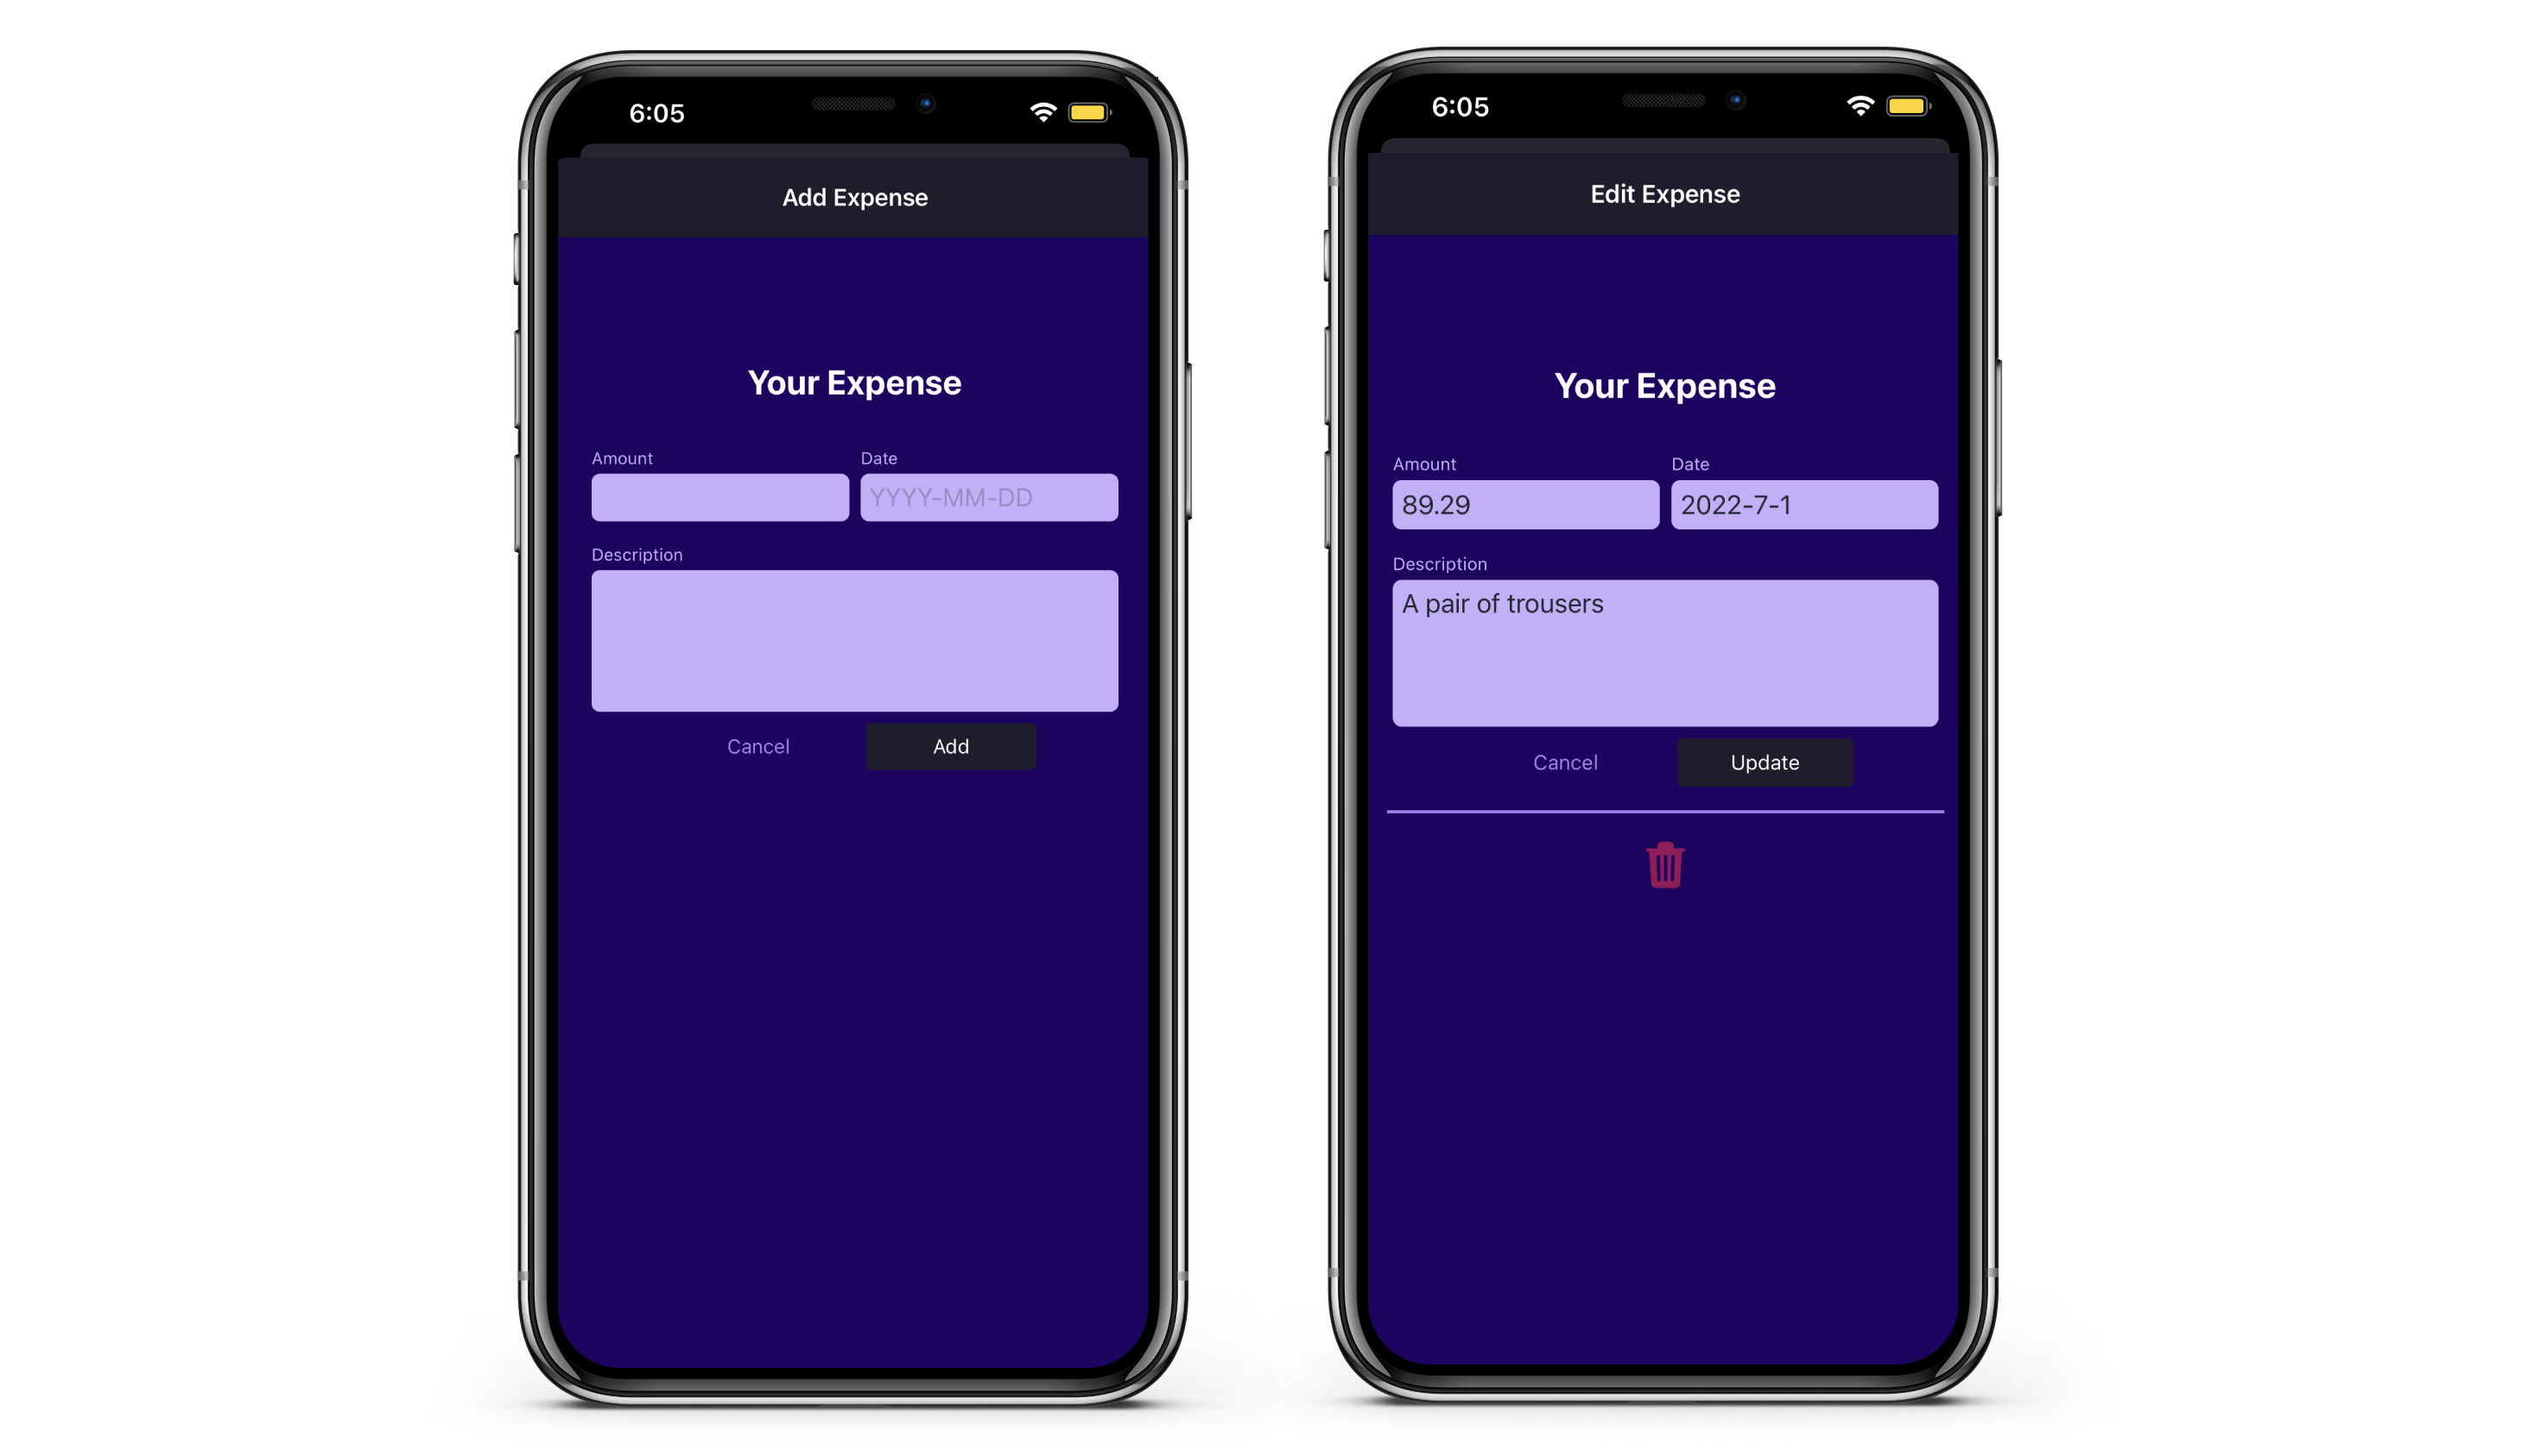 6:05
Add Expense
Your Expense
Amount Date
YYYY-MM-DD
Description
Cancel Add
6:05
Edit Expense
Your Expense
Amount Date
89.29 2022-7-1
Description
A pair of trousers
Cancel Update